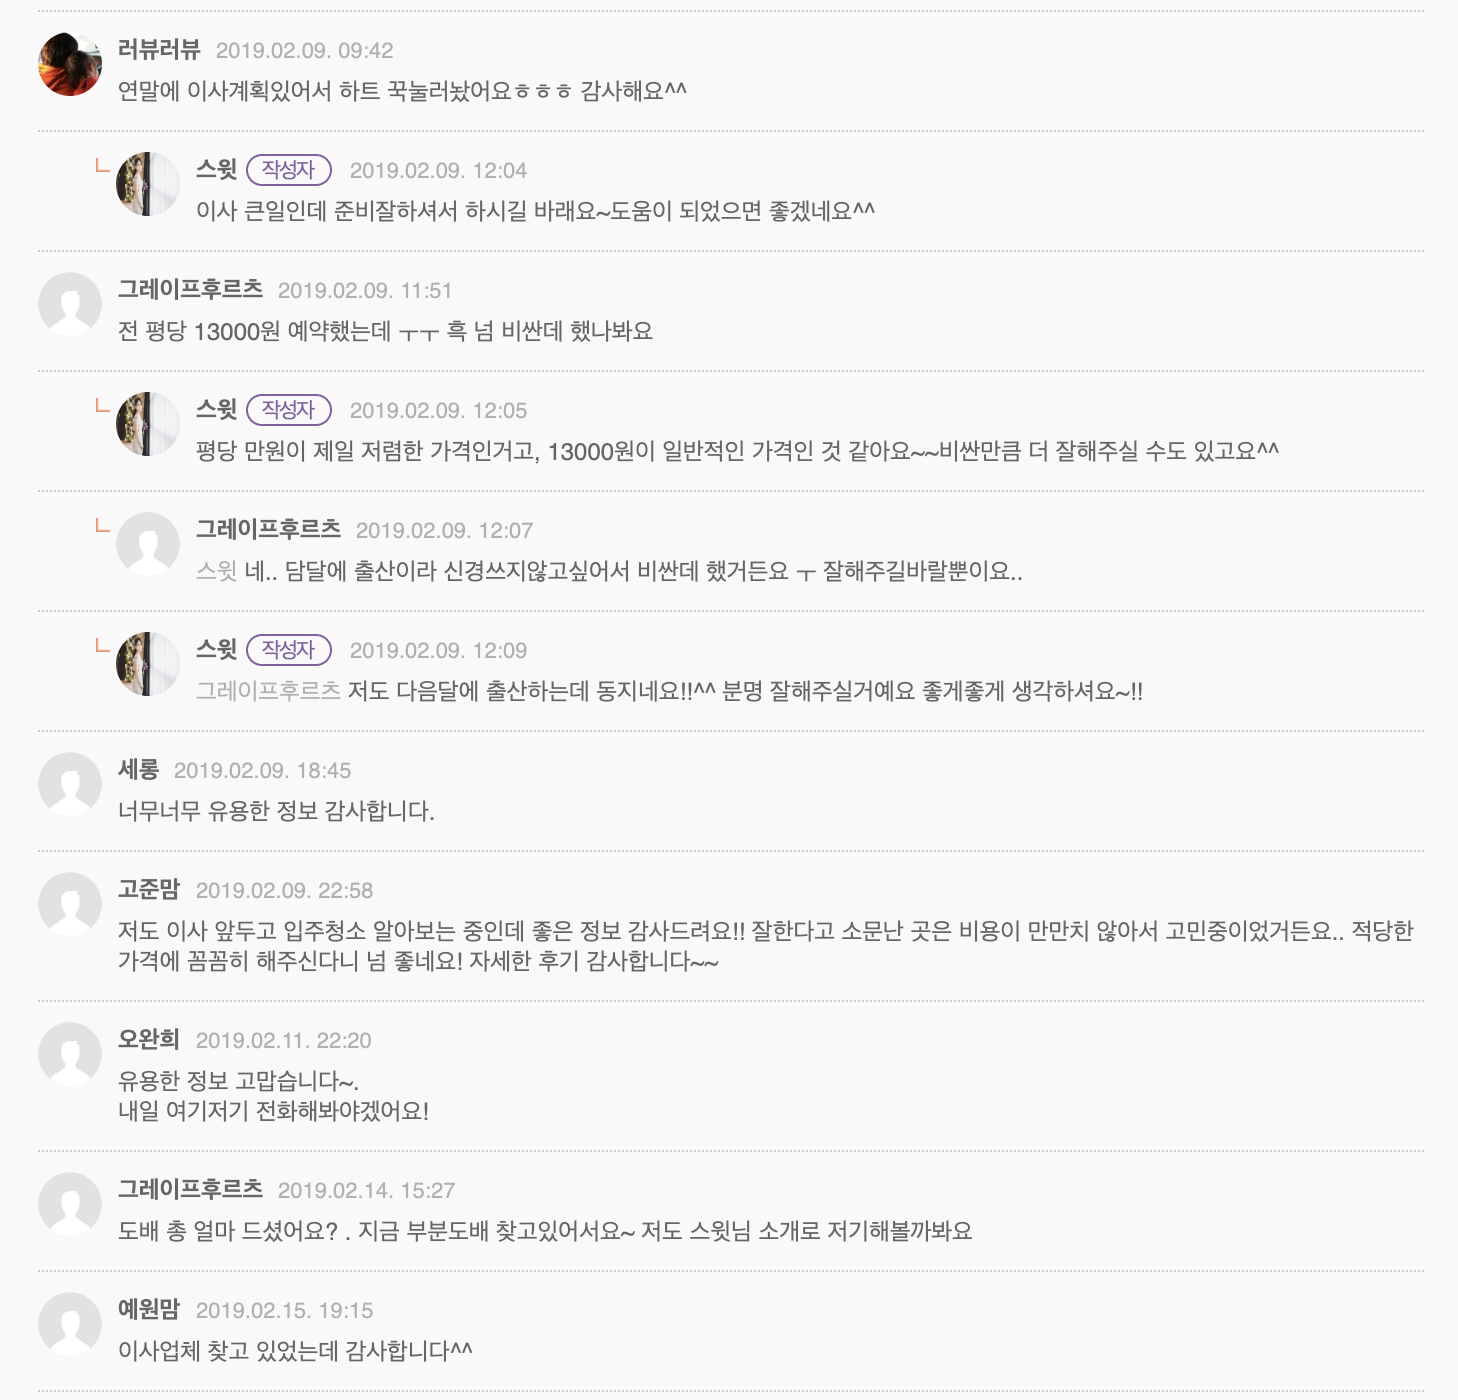 러뷰러뷰 2019.02.09. 09:42
연말에 이사계획있어서 하트 꾹눌러놨어요ㅎㅎㅎ 감사해요^^
스윗 작성자 2019.02.09. 12:04
이사 큰일인데 준비잘하셔서 하시길 바래요~도움이 되었으면 좋겠네요^^
그레이프후르츠 2019.02.09. 11:51
전 평당 13000원 예약했는데 ㅜㅜ 흑 넘 비싼데 했나봐요
스윗 작성자 2019.02.09. 12:05
평당 만원이 제일 저렴한 가격인거고, 13000원이 일반적인 가격인 것 같아요~~비싼만큼 더 잘해주실 수도 있고요^^
그레이프후르츠 2019.02.09. 12:07
스윗 네.. 담달에 출산이라 신경쓰지않고싶어서 비싼데 했거든요 ㅜ 잘해주길바랄뿐이요..
스윗 작성자 2019.02.09. 12:09
그레이프후르츠 저도 다음달에 출산하는데 동지네요!!^^ 분명 잘해주실거예요 좋게좋게 생각하셔요~!!
세롱 2019.02.09. 18:45
너무너무 유용한 정보 감사합니다.
고준맘 2019.02.09. 22:58
저도 이사 앞두고 입주청소 알아보는 중인데 좋은 정보 감사드려요!! 잘한다고 소문난 곳은 비용이 만만치 않아서 고민중이었거든요.. 적당한
가격에 꼼꼼히 해주신다니 넘 좋네요! 자세한 후기 감사합니다~~
오완희 2019.02.11. 22:20
유용한 정보 고맙습니다~.
내일 여기저기 전화해봐야겠어요!
그레이프후르츠 2019.02.14. 15:27
도배 총 얼마 드셨어요? . 지금 부분도배 찾고있어서요~ 저도 스윗님 소개로 저기해볼까봐요
예원맘 2019.02.15. 19:15
이사업체 찾고 있었는데 감사합니다^^